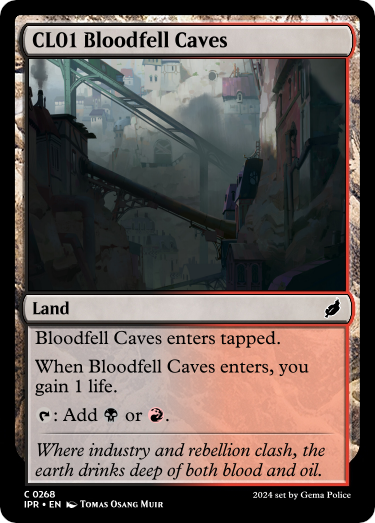 CL01 Bloodfell Caves
Land
Bloodfell Caves enters tapped.
When Bloodfell Caves enters, you
gain 1 life.
: Add or .
Where industry and rebellion clash, the
earth drinks deep of both blood and oil.
C 0268
IPR • EN Tomas Osang Muir
2024 set by Gema Police